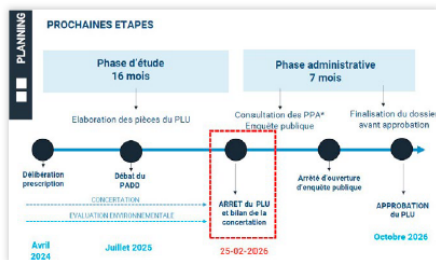 PLANNING
PROCHAINES ETAPES
Phase d'étude
16 mois
Phase administrative
7 mois
Elaboration des pièces du PLU
Consultation des PPA*
Enquête publique
Finalisation du dossier
avant approbation
Délibération
prescription
Débat du
PADD
ARRET du PLU
et bilan de la
concertation
Arrêté d'ouverture
d'enquête publique
APPROBATION
du PLU
CONCERTATION
EVALUATION ENVIRONNEMENTALE
Avril
2024
Juillet 2025
25-02-2026
Octobre 2026